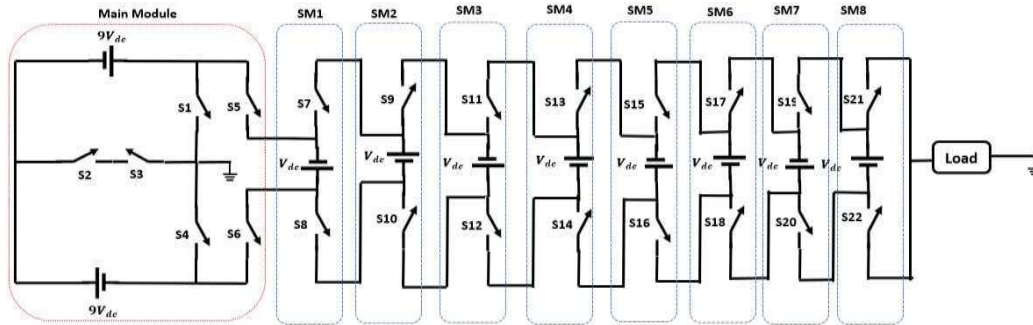 Main Module
SM1
SM2
SM3
SM4
SM5
SM6
SM7
SM8
9V_dc
S1
S5
S7
S9
S11
S13
S15
S17
S19
S21
S2
S3
V_dc
V_dc
V_dc
V_dc
V_dc
V_dc
V_dc
V_dc
Load
S4
S6
S8
S10
S12
S14
S16
S18
S20
S22
9V_dc